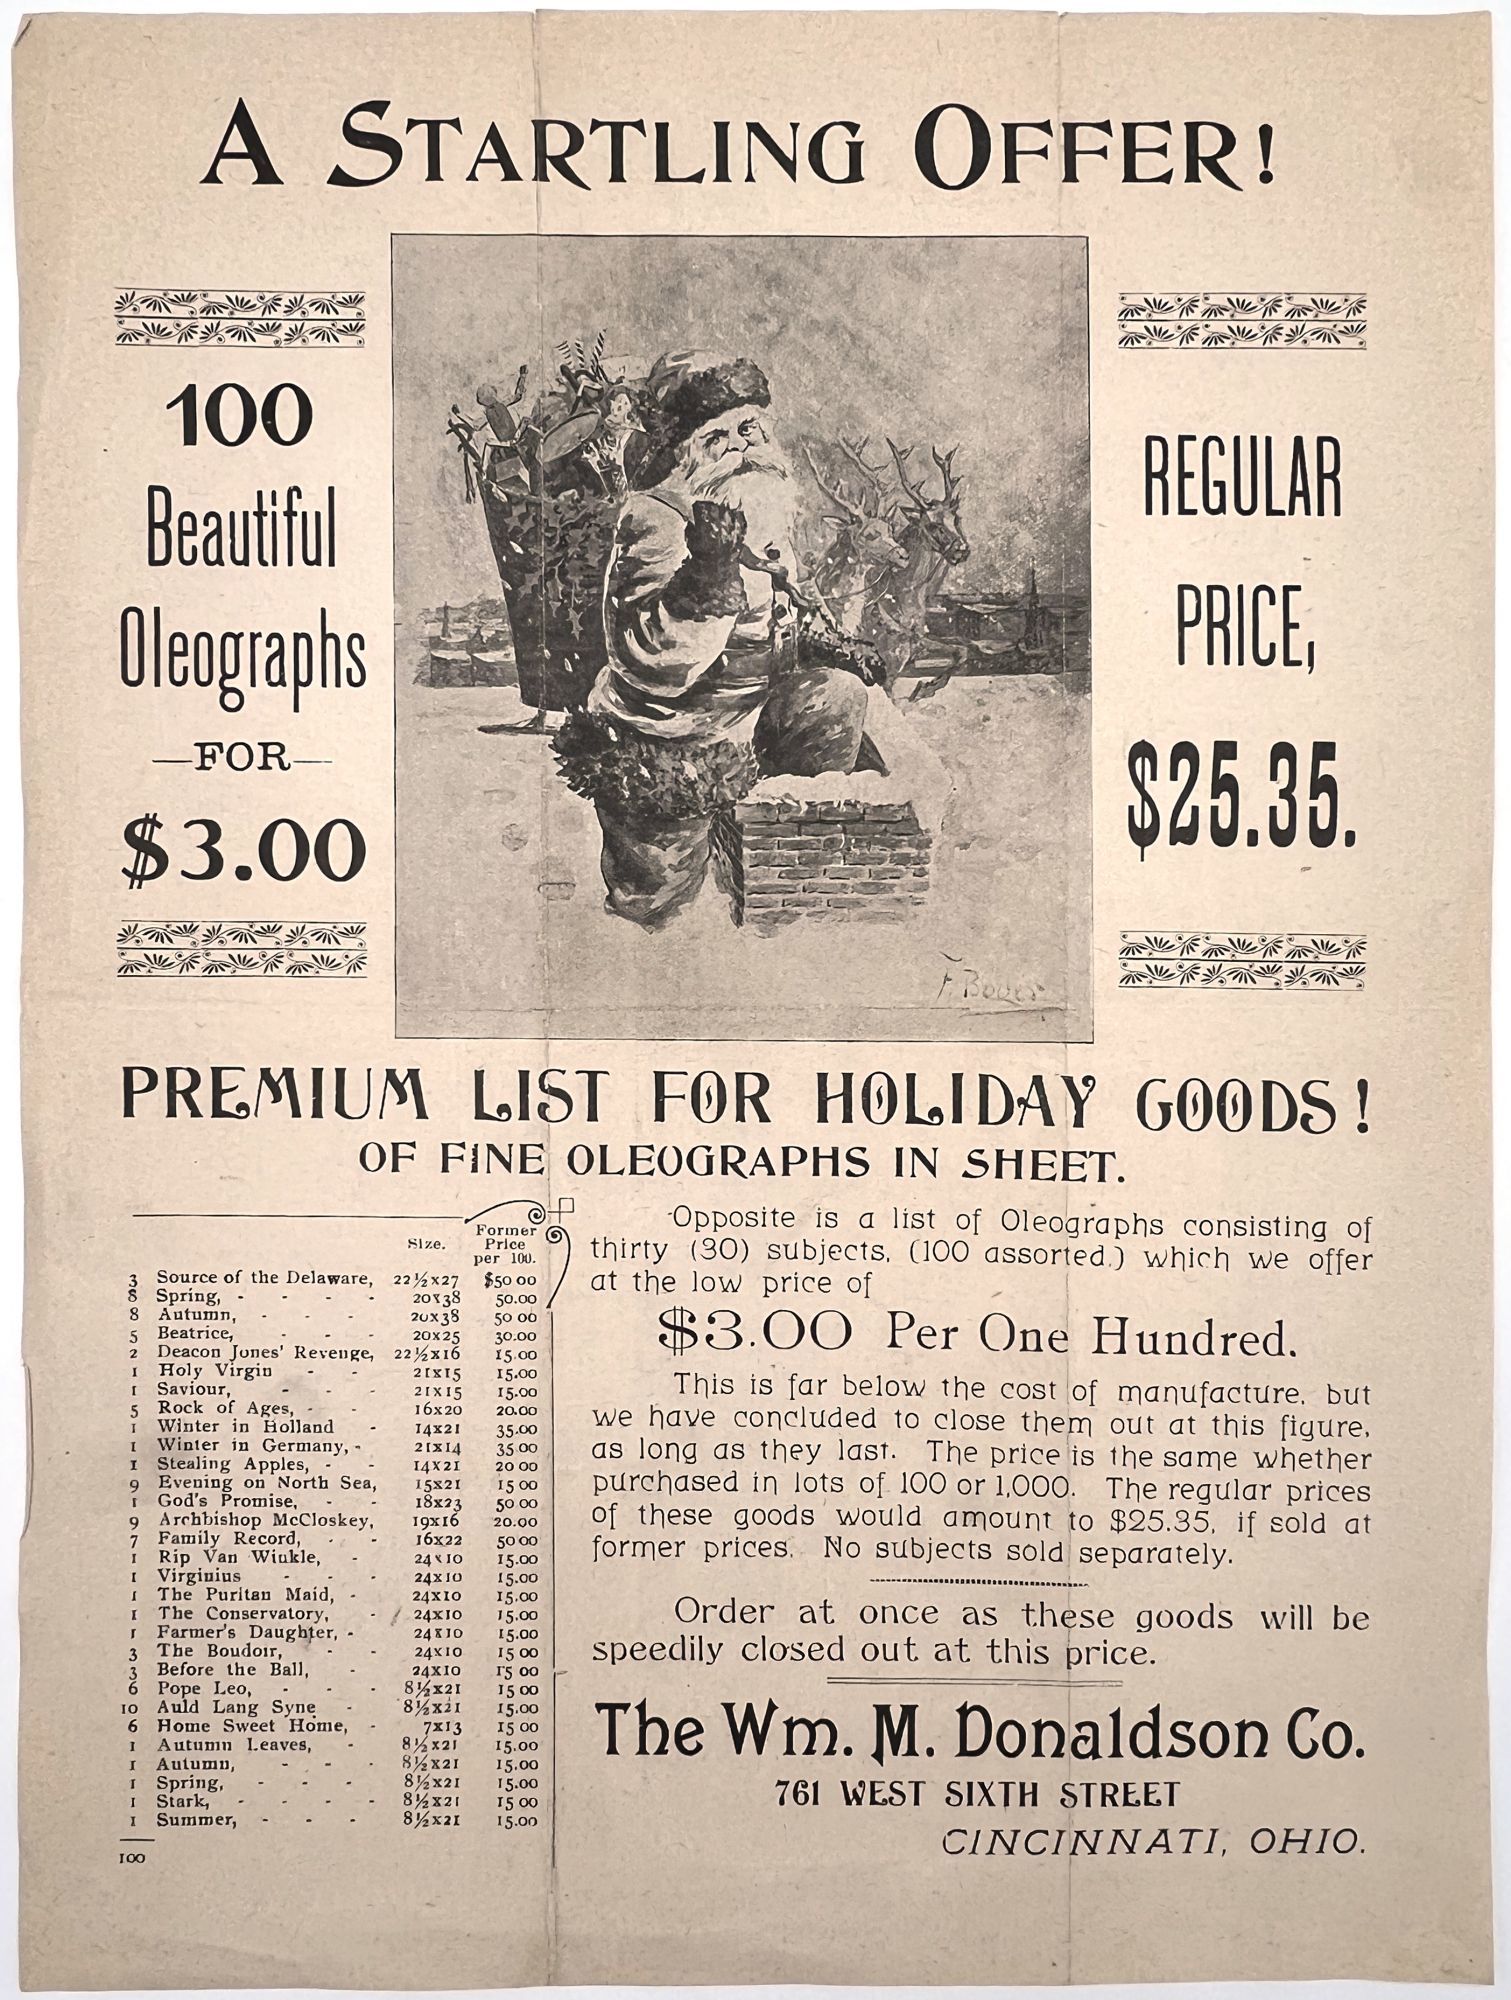 A STARTLING OFFER!
100
Beautiful
Oleographs
—FOR—
$3.00
REGULAR
PRICE,
$25.35.
PREMIUM LIST FOR HOLIDAY GOODS!
OF FINE OLEOGRAPHS IN SHEET.
Size. Former Price per 100.
3 Source of the Delaware, 22½x27 $50 00
8 Spring, - - - - 20x38 50.00
8 Autumn, - - - 20x38 50 00
5 Beatrice, - - - 20x25 30.00
2 Deacon Jones' Revenge, 22½x16 15.00
1 Holy Virgin - - 21x15 15.00
1 Saviour, - - - 21x15 15.00
5 Rock of Ages, - - 16x20 20.00
1 Winter in Holland - 14x21 35.00
1 Winter in Germany, - 21x14 35 00
1 Stealing Apples, - - 14x21 20 00
9 Evening on North Sea, 15x21 15 00
1 God's Promise, - - 18x23 50 00
9 Archbishop McCloskey, 19x16 20.00
7 Family Record, - - 16x22 50 00
1 Rip Van Winkle, - 24x10 15.00
1 Virginius - - - 24x10 15.00
1 The Puritan Maid, - 24x10 15.00
1 The Conservatory, - 24x10 15.00
1 Farmer's Daughter, - 24x10 15.00
3 The Boudoir, - - 24x10 15 00
3 Before the Ball, - 24x10 15 00
6 Pope Leo, - - - 8½x21 15 00
10 Auld Lang Syne - 8½x21 15.00
6 Home Sweet Home, - 7x13 15 00
1 Autumn Leaves, - 8½x21 15.00
1 Autumn, - - - 8½x21 15.00
1 Spring, - - - 8½x21 15.00
1 Stark, - - - - 8½x21 15 00
1 Summer, - - - 8½x21 15.00
100
Opposite is a list of Oleographs consisting of
thirty (30) subjects, (100 assorted,) which we offer
at the low price of
$3.00 Per One Hundred.
This is far below the cost of manufacture, but
we have concluded to close them out at this figure,
as long as they last. The price is the same whether
purchased in lots of 100 or 1,000. The regular prices
of these goods would amount to $25.35, if sold at
former prices. No subjects sold separately.
Order at once as these goods will be
speedily closed out at this price.
The Wm. M. Donaldson Co.
761 WEST SIXTH STREET
CINCINNATI, OHIO.